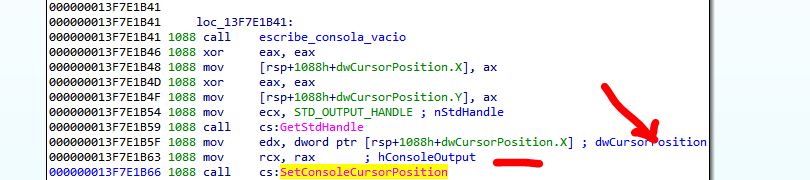 000000013F7E1B41
000000013F7E1B41 loc_13F7E1B41:
000000013F7E1B41 1088 call escribe_consola_vacio
000000013F7E1B46 1088 xor eax, eax
000000013F7E1B48 1088 mov [rsp+1088h+dwCursorPosition.X], ax
000000013F7E1B4D 1088 xor eax, eax
000000013F7E1B4F 1088 mov [rsp+1088h+dwCursorPosition.Y], ax
000000013F7E1B54 1088 mov ecx, STD_OUTPUT_HANDLE ; nStdHandle
000000013F7E1B59 1088 call cs:GetStdHandle
000000013F7E1B5F 1088 mov edx, dword ptr [rsp+1088h+dwCursorPosition.X] ; dwCursorPosition
000000013F7E1B63 1088 mov rcx, rax ; hConsoleOutput
000000013F7E1B66 1088 call cs:SetConsoleCursorPosition